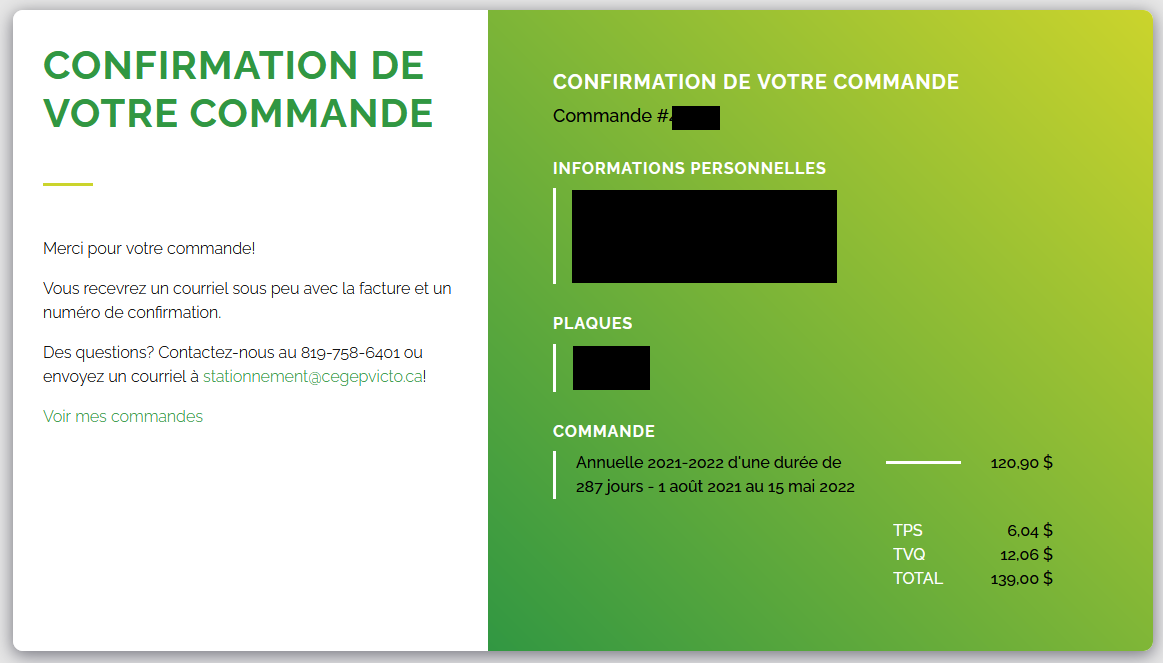 CONFIRMATION DE
VOTRE COMMANDE
Merci pour votre commande!
Vous recevrez un courriel sous peu avec la facture et un
numéro de confirmation.
Des questions? Contactez-nous au 819-758-6401 ou
envoyez un courriel à stationnement@cegepvicto.ca!
Voir mes commandes
CONFIRMATION DE VOTRE COMMANDE
Commande #
INFORMATIONS PERSONNELLES
PLAQUES
COMMANDE
Annuelle 2021-2022 d'une durée de 120,90 $
287 jours - 1 août 2021 au 15 mai 2022
TPS 6,04 $
TVQ 12,06 $
TOTAL 139,00 $